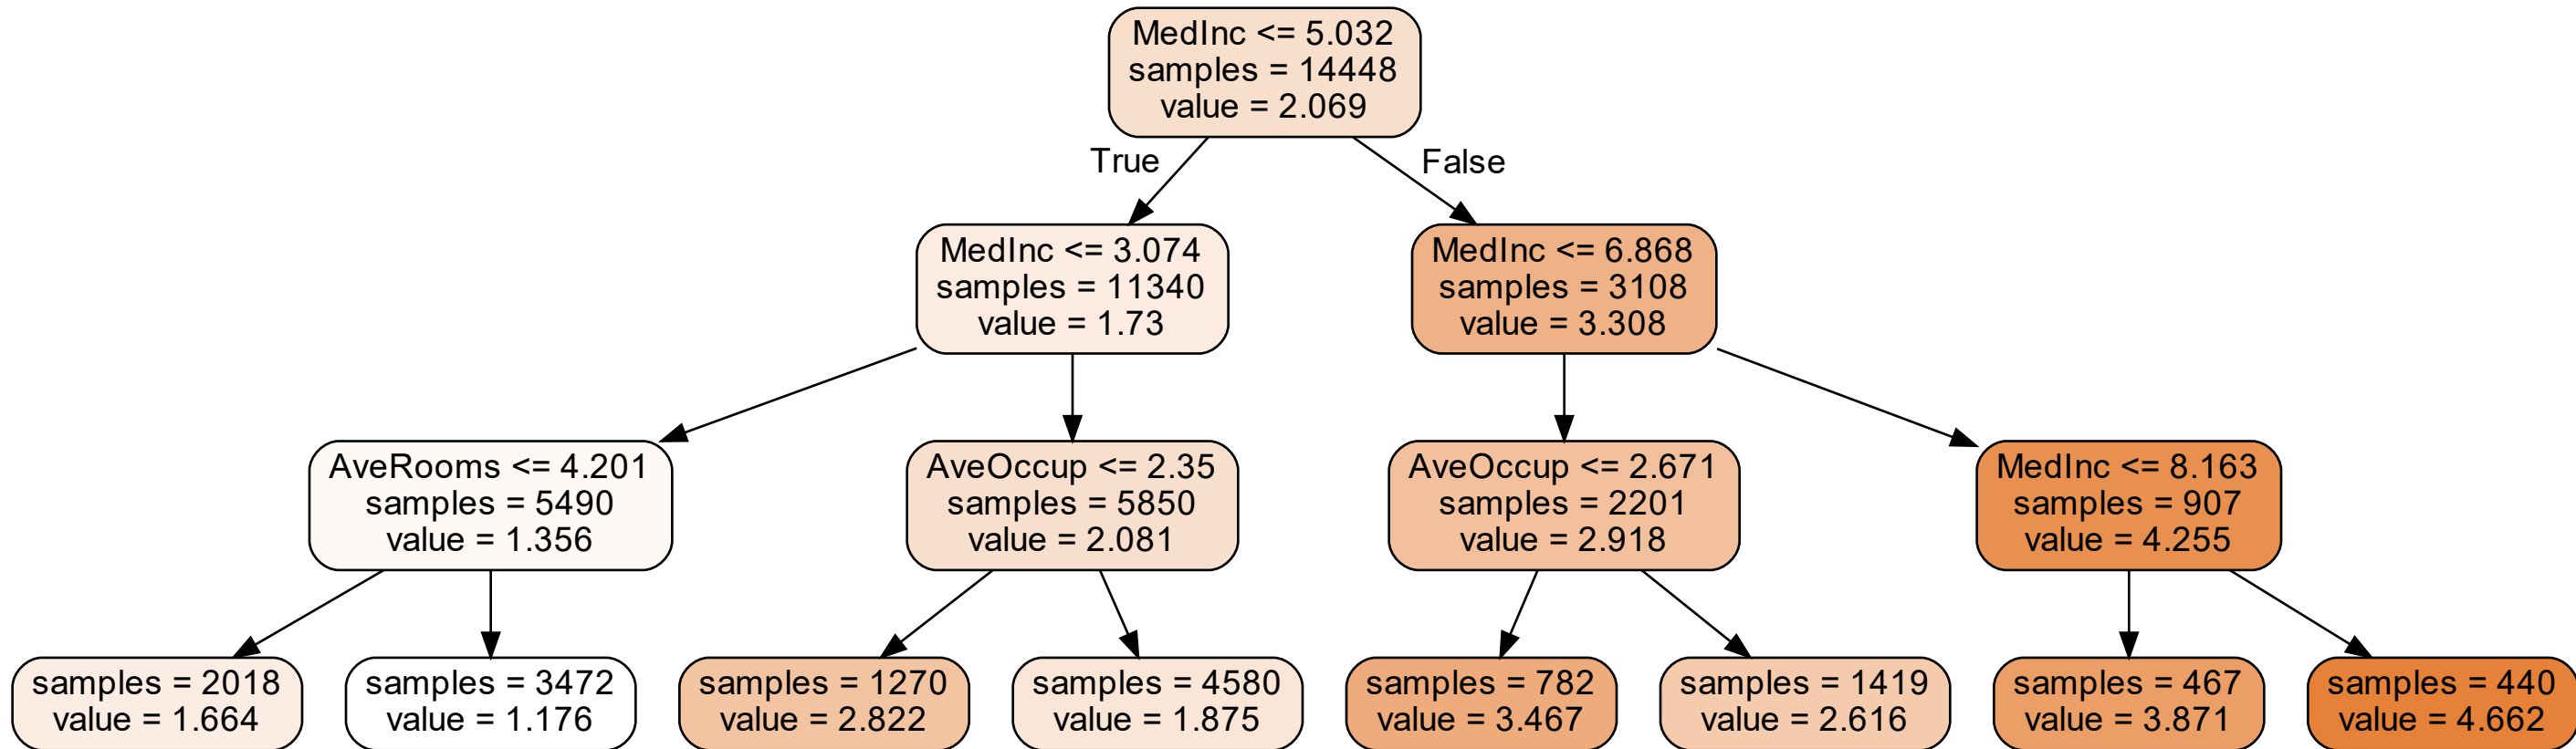 MedInc <= 5.032
samples = 14448
value = 2.069
True
False
MedInc <= 3.074
samples = 11340
value = 1.73
MedInc <= 6.868
samples = 3108
value = 3.308
AveRooms <= 4.201
samples = 5490
value = 1.356
AveOccup <= 2.35
samples = 5850
value = 2.081
AveOccup <= 2.671
samples = 2201
value = 2.918
MedInc <= 8.163
samples = 907
value = 4.255
samples = 2018
value = 1.664
samples = 3472
value = 1.176
samples = 1270
value = 2.822
samples = 4580
value = 1.875
samples = 782
value = 3.467
samples = 1419
value = 2.616
samples = 467
value = 3.871
samples = 440
value = 4.662